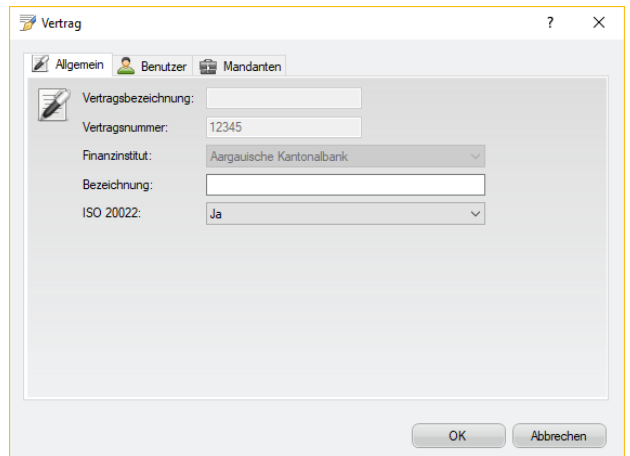 Vertrag
Allgemein Benutzer Mandanten
Vertragsbezeichnung:
Vertragsnummer: 12345
Finanzinstitut: Aargauische Kantonalbank
Bezeichnung:
ISO 20022: Ja
OK Abbrechen